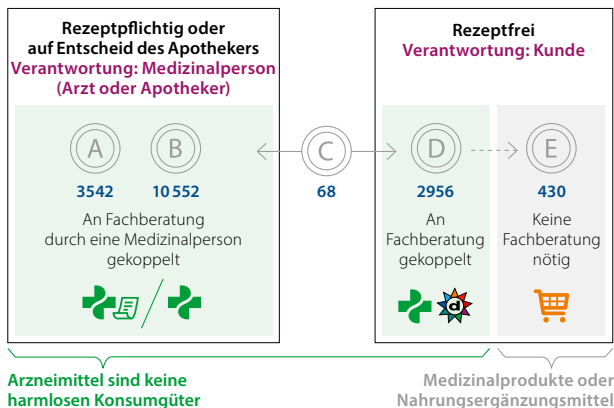 Rezeptpflichtig oder
auf Entscheid des Apothekers
Verantwortung: Medizinalperson
(Arzt oder Apotheker)
A
B
3542
10 552
An Fachberatung
durch eine Medizinalperson
gekoppelt
C
68
Rezeptfrei
Verantwortung: Kunde
D
2956
An
Fachberatung
gekoppelt
d
E
430
Keine
Fachberatung
nötig
Arzneimittel sind keine
harmlosen Konsumgüter
Medizinalprodukte oder
Nahrungsergänzungsmittel